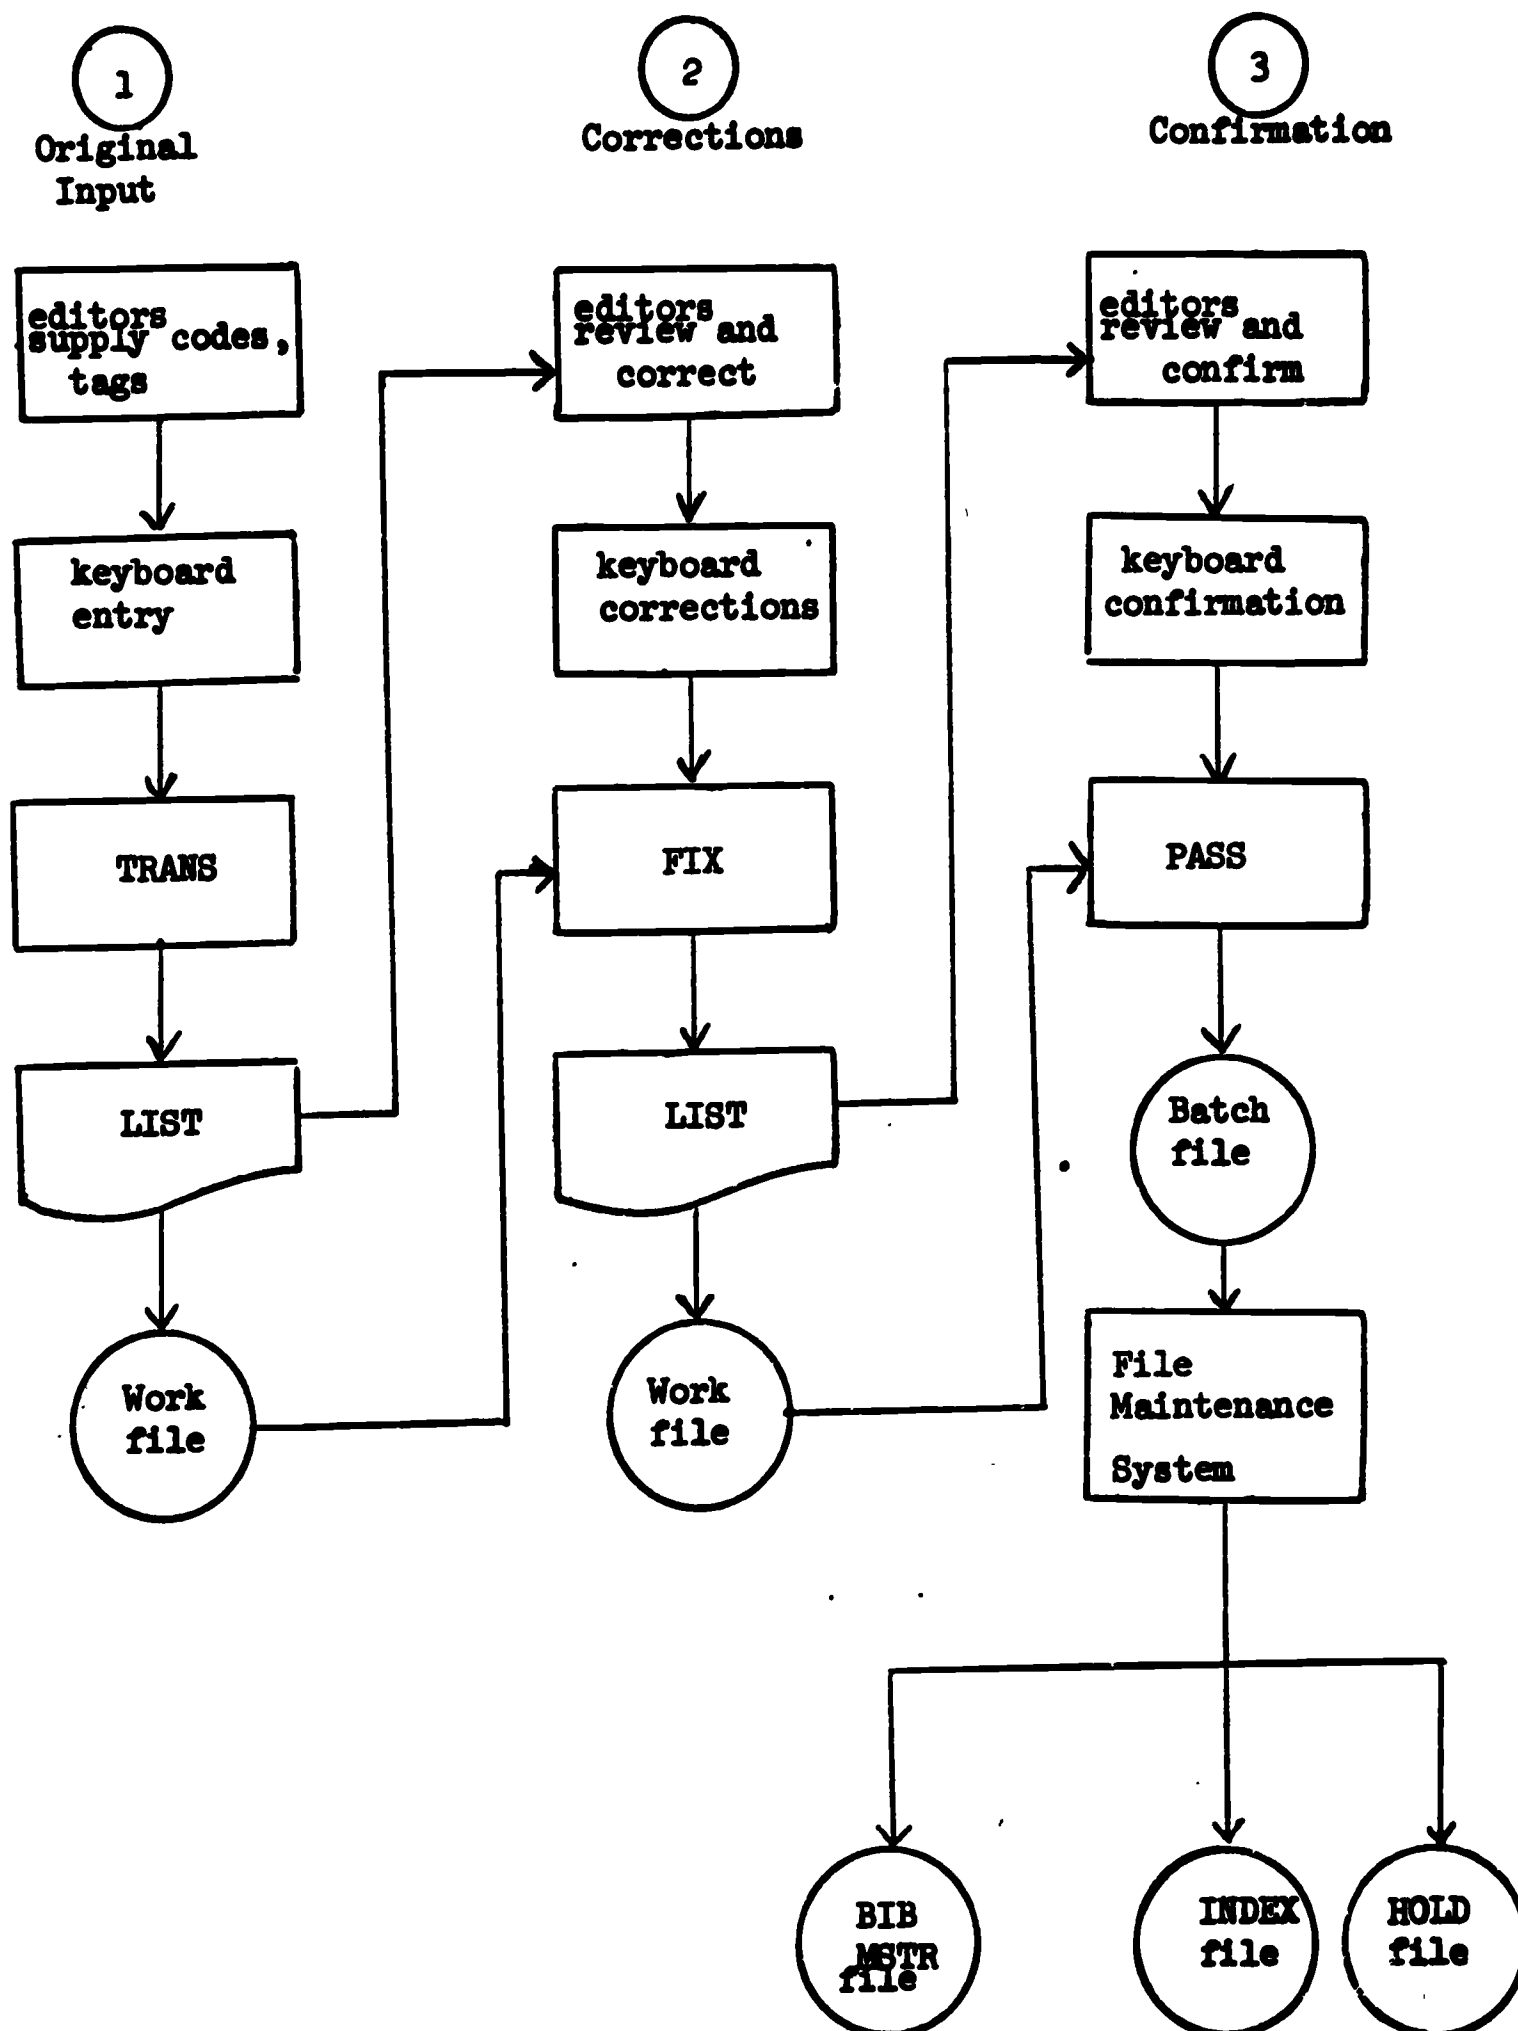 1
Original
Input
editors
supply codes,
tags
keyboard
entry
TRANS
LIST
Work
file
2
Corrections
editors
review and
correct
keyboard
corrections
FIX
LIST
Work
file
3
Confirmation
editors
review and
confirm
keyboard
confirmation
PASS
Batch
file
File
Maintenance
System
BIB
MSTR
file
INDEX
file
HOLD
file